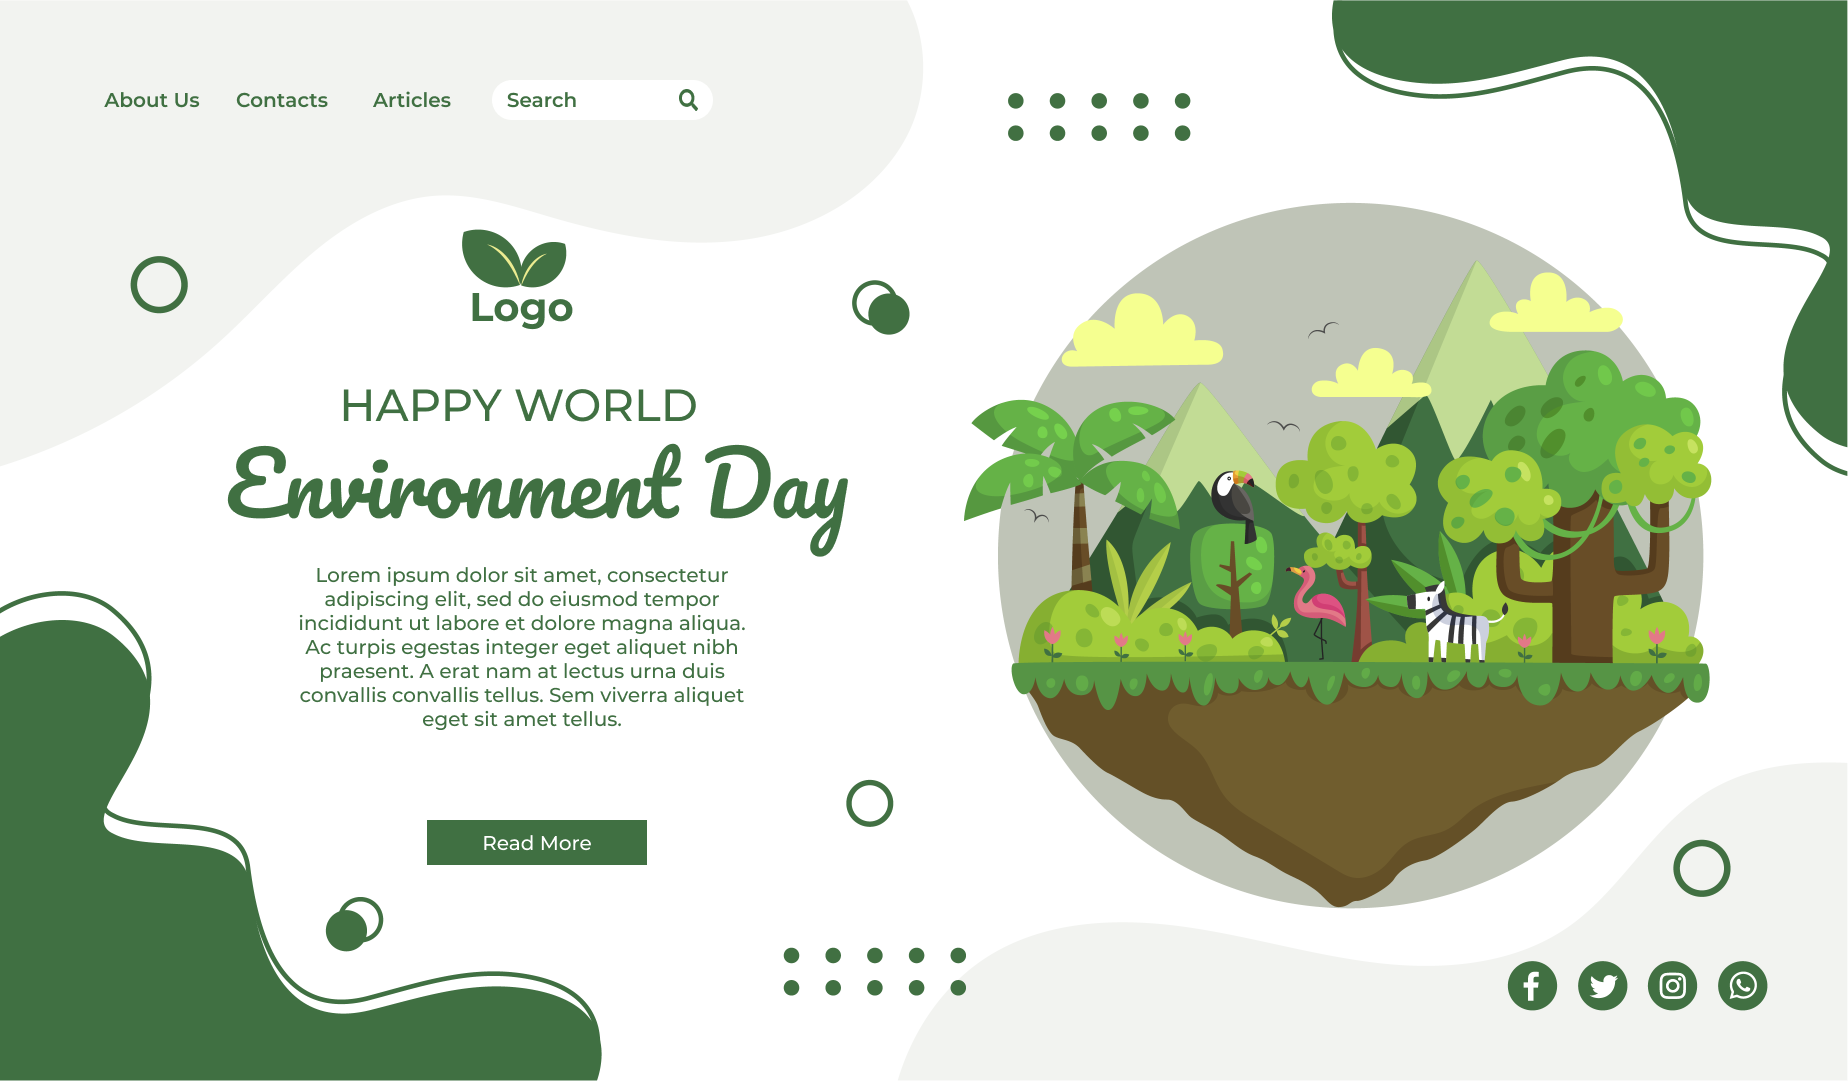 About Us Contacts Articles Search
Logo
HAPPY WORLD
Environment Day
Lorem ipsum dolor sit amet, consectetur
adipiscing elit, sed do eiusmod tempor
incididunt ut labore et dolore magna aliqua.
Ac turpis egestas integer eget aliquet nibh
praesent. A erat nam at lectus urna duis
convallis convallis tellus. Sem viverra aliquet
eget sit amet tellus.
Read More